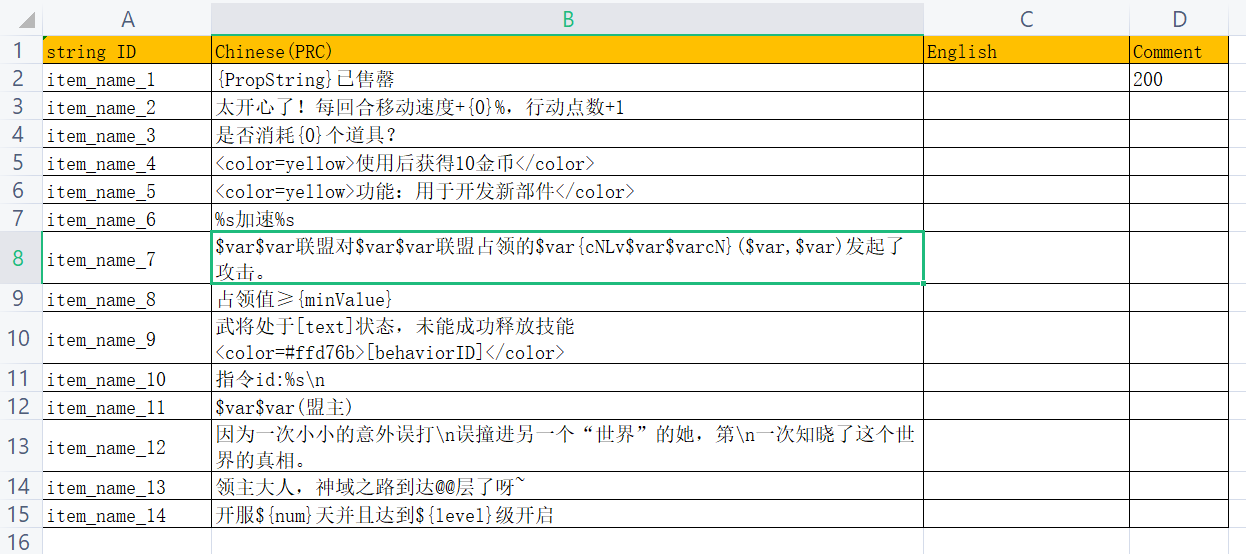 A B C D
1 string ID Chinese(PRC) English Comment
2 item_name_1 {PropString}已售罄 200
3 item_name_2 太开心了！每回合移动速度+{0}%，行动点数+1
4 item_name_3 是否消耗{0}个道具？
5 item_name_4 <color=yellow>使用后获得10金币</color>
6 item_name_5 <color=yellow>功能：用于开发新部件</color>
7 item_name_6 %s加速%s
8 item_name_7 $var$var联盟对$var$var联盟占领的$var{cNLv$var$varcN}($var,$var)发起了
攻击。
9 item_name_8 占领值≥{minValue}
10 item_name_9 武将处于[text]状态，未能成功释放技能
<color=#ffd76b>[behaviorID]</color>
11 item_name_10 指令id:%s\n
12 item_name_11 $var$var(盟主)
13 item_name_12 因为一次小小的意外误打\n误撞进另一个“世界”的她，第\n一次知晓了这个世
界的真相。
14 item_name_13 领主大人，神域之路到达@@层了呀~
15 item_name_14 开服${num}天并且达到${level}级开启
16